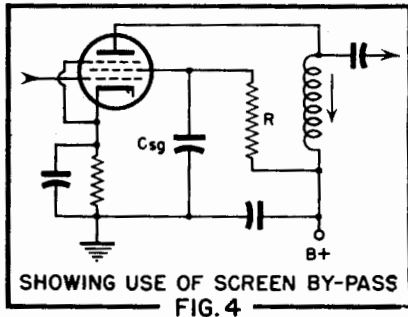 R
Csg
B+
SHOWING USE OF SCREEN BY-PASS
FIG. 4